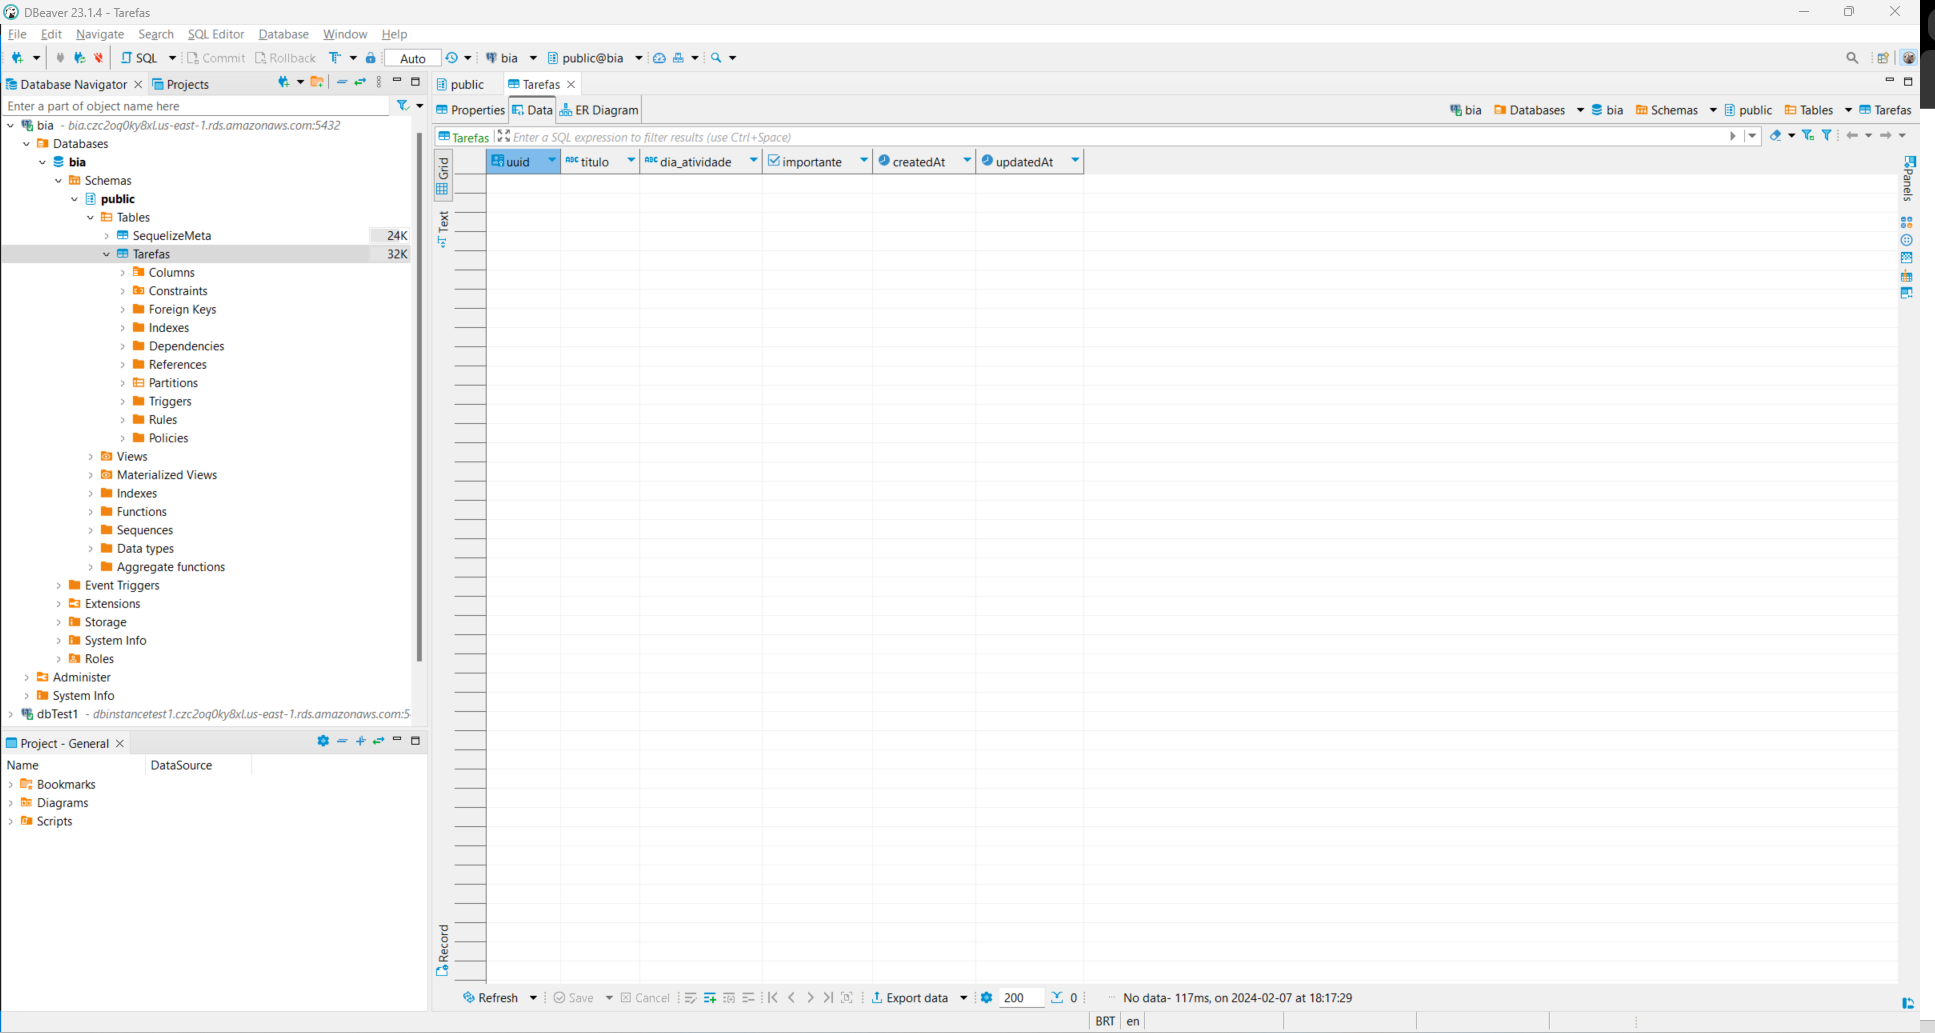 DBeaver 23.1.4 - Tarefas
File Edit Navigate Search SQL Editor Database Window Help
SQL Commit Rollback Auto bia public@bia
Database Navigator Projects
Enter a part of object name here
bia - bia.czc2oq0ky8xl.us-east-1.rds.amazonaws.com:5432
Databases
bia
Schemas
public
Tables
SequelizeMeta 24K
Tarefas 32K
Columns
Constraints
Foreign Keys
Indexes
Dependencies
References
Partitions
Triggers
Rules
Policies
Views
Materialized Views
Indexes
Functions
Sequences
Data types
Aggregate functions
Event Triggers
Extensions
Storage
System Info
Roles
Administer
System Info
dbTest1 - dbinstancetest1.czc2oq0ky8xl.us-east-1.rds.amazonaws.com:5
Project - General
Name DataSource
Bookmarks
Diagrams
Scripts
public Tarefas
Properties Data ER Diagram
bia Databases bia Schemas public Tables Tarefas
Tarefas Enter a SQL expression to filter results (use Ctrl+Space)
uuid ABC titulo ABC dia_atividade importante createdAt updatedAt
Grid
Text
Record
Panels
Refresh Save Cancel Export data 200 0 No data- 117ms, on 2024-02-07 at 18:17:29
BRT en